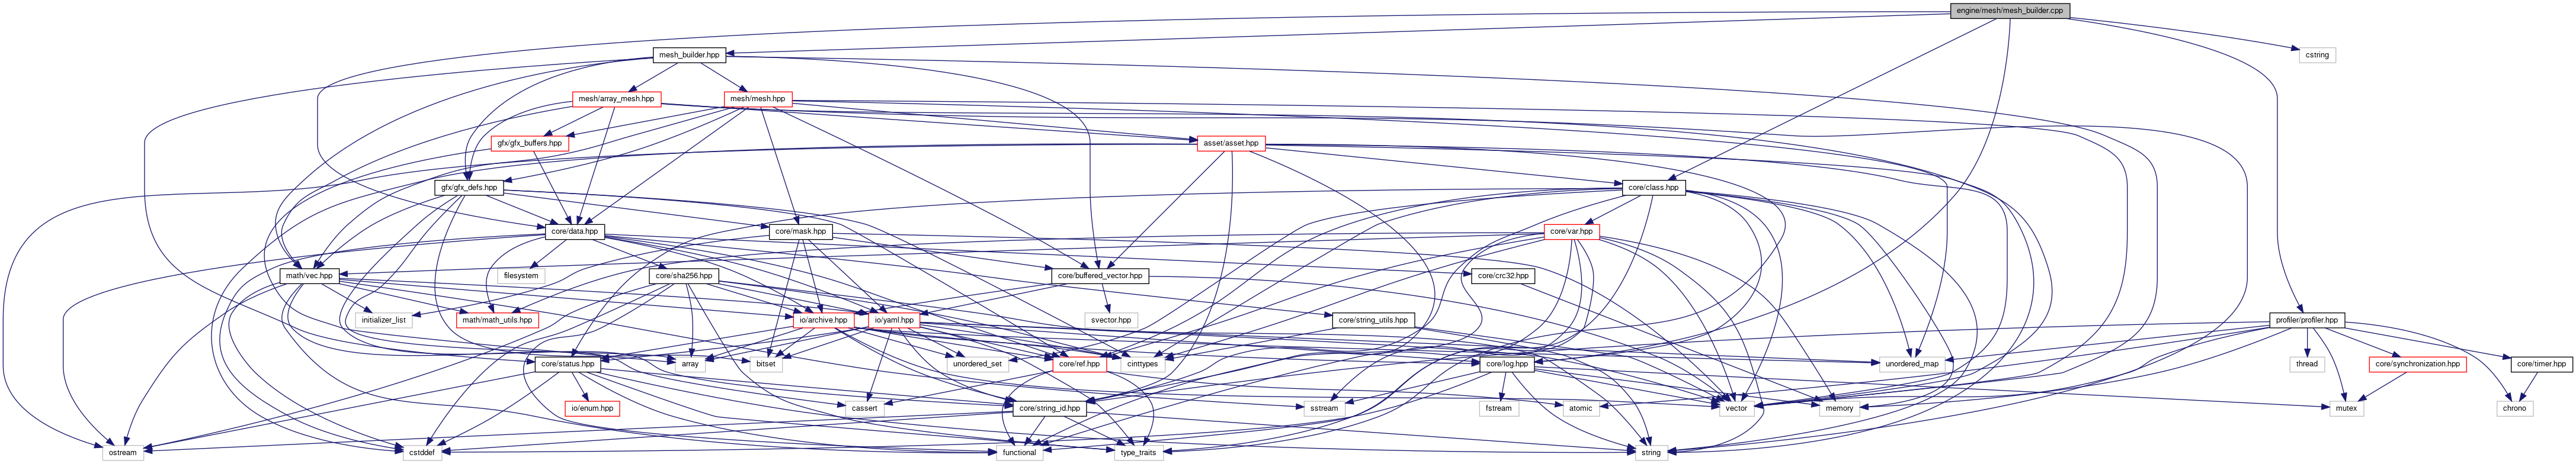 engine/mesh/mesh_builder.cpp
mesh_builder.hpp
cstring
mesh/array_mesh.hpp
mesh/mesh.hpp
gfx/gfx_buffers.hpp
asset/asset.hpp
gfx/gfx_defs.hpp
core/class.hpp
core/data.hpp
core/mask.hpp
core/var.hpp
math/vec.hpp
filesystem
core/sha256.hpp
core/buffered_vector.hpp
core/crc32.hpp
initializer_list
math/math_utils.hpp
io/archive.hpp
io/yaml.hpp
svector.hpp
core/string_utils.hpp
profiler/profiler.hpp
core/status.hpp
array
bitset
unordered_set
core/ref.hpp
cinttypes
core/log.hpp
unordered_map
thread
core/synchronization.hpp
core/timer.hpp
io/enum.hpp
cassert
core/string_id.hpp
sstream
fstream
atomic
vector
memory
mutex
chrono
ostream
cstddef
functional
type_traits
string